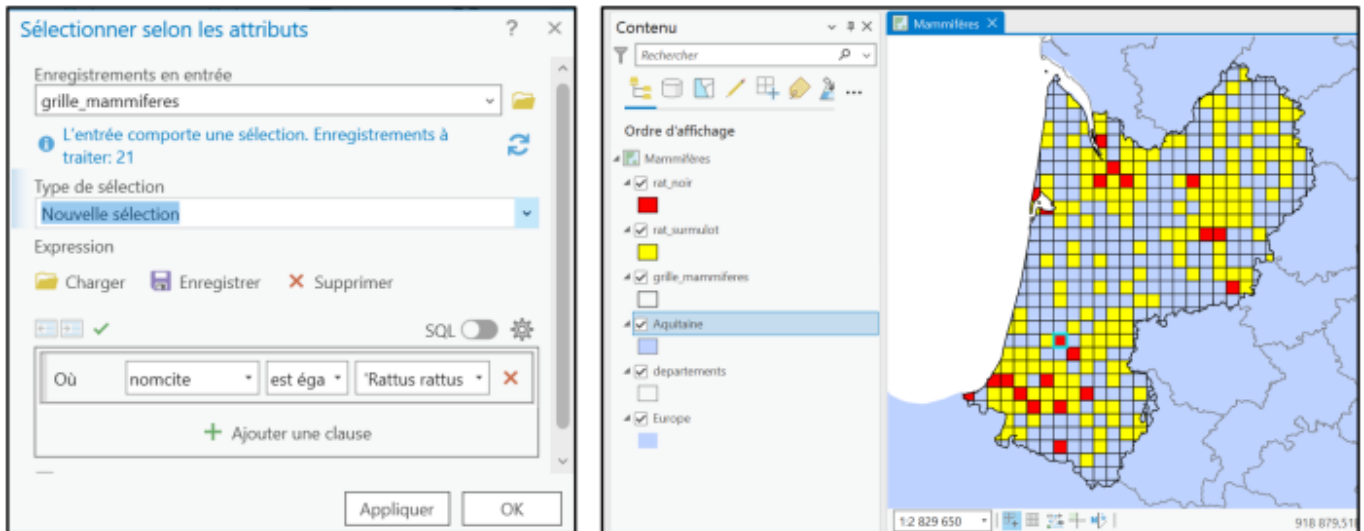 Sélectionner selon les attributs
Enregistrements en entrée
grille_mammiferes
L'entrée comporte une sélection. Enregistrements à
traiter: 21
Type de sélection
Nouvelle sélection
Expression
Charger Enregistrer Supprimer
SQL
Où nomcite est éga 'Rattus rattus
Ajouter une clause
Appliquer OK
Contenu
Rechercher
Ordre d'affichage
Mammifères
rat_noir
rat_surmulot
grille_mammiferes
Aquitaine
departements
Europe
Mammifères
1:2 829 650
918 879,51